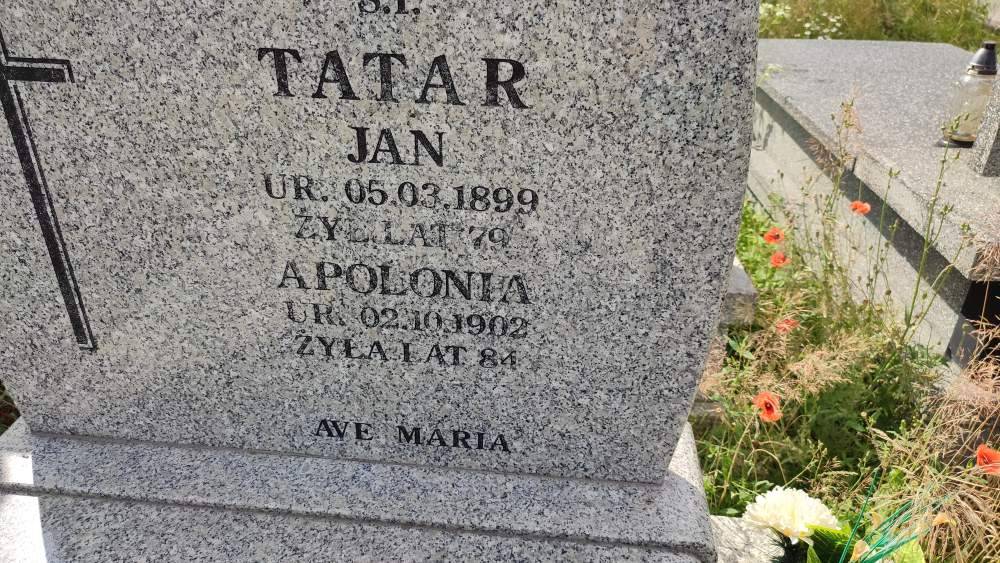 Ś.P.
TATAR
JAN
UR. 05.03.1899
ŻYŁ LAT 79
APOLONIA
UR. 02.10.1902
ŻYŁA LAT 84
AVE MARIA